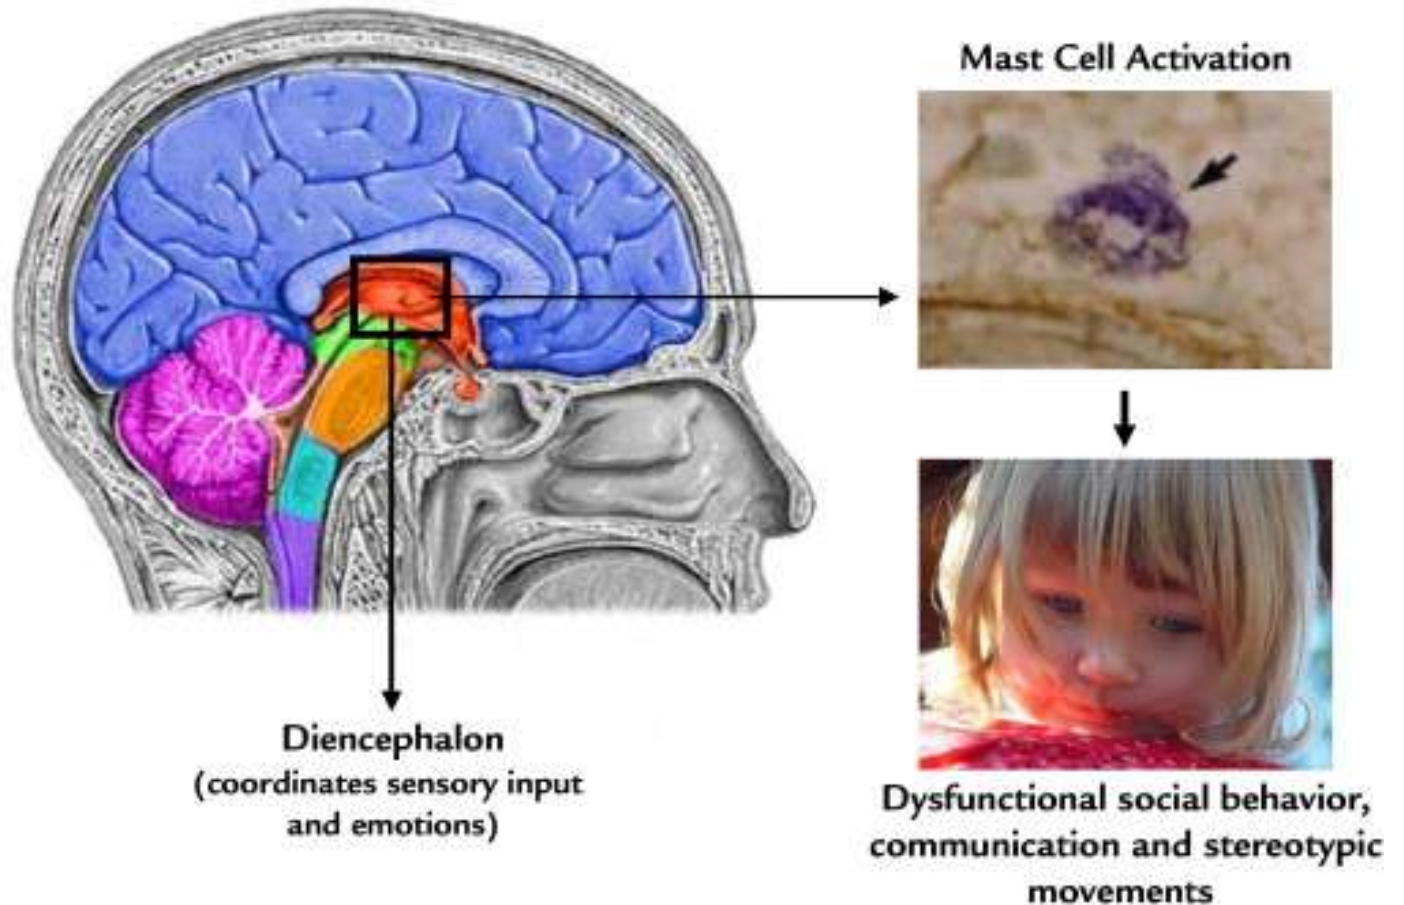 Mast Cell Activation
Diencephalon
(coordinates sensory input
and emotions)
Dysfunctional social behavior,
communication and stereotypic
movements